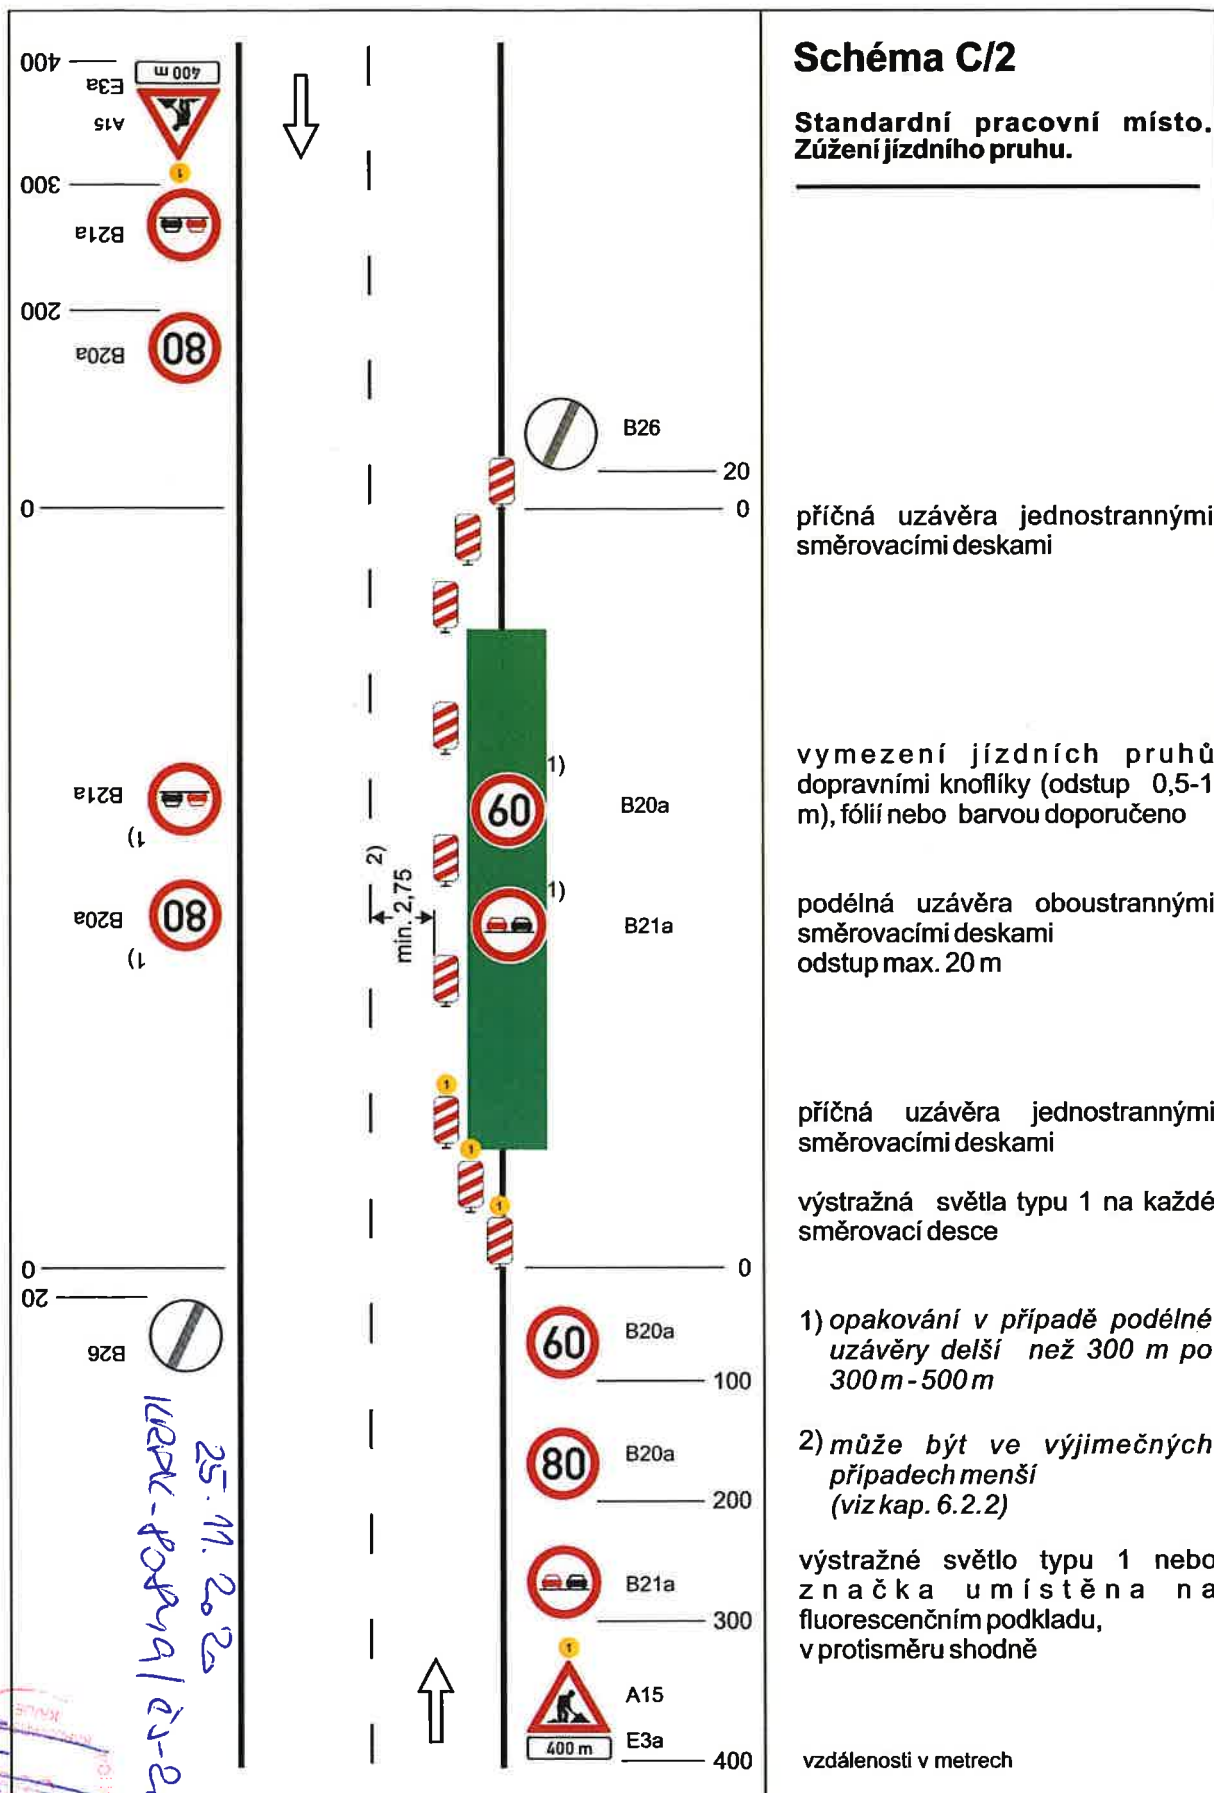 Schéma C/2
Standardní pracovní místo.
Zúžení jízdního pruhu.
400
400 m
E3a
A15
1
300
B21a
200
80
B20a
B26
20
0
0
příčná uzávěra jednostrannými
směrovacími deskami
vymezení jízdních pruhů
dopravními knoflíky (odstup 0,5-1
m), fólií nebo barvou doporučeno
B21a
1)
1)
60
B20a
2)
min. 2,75
80
B20a
1)
1)
B21a
podélná uzávěra oboustrannými
směrovacími deskami
odstup max. 20 m
1
1
1
příčná uzávěra jednostrannými
směrovacími deskami
výstražná světla typu 1 na každé
směrovací desce
0
0
20
B26
60
B20a
100
1) opakování v případě podélné
uzávěry delší než 300 m po
300 m - 500 m
80
B20a
200
2) může být ve výjimečných
případech menší
(viz kap. 6.2.2)
B21a
300
výstražné světlo typu 1 nebo
značka umístěna na
fluorescenčním podkladu,
v protisměru shodně
1
A15
400 m
E3a
400
vzdálenosti v metrech
25. 11. 2020